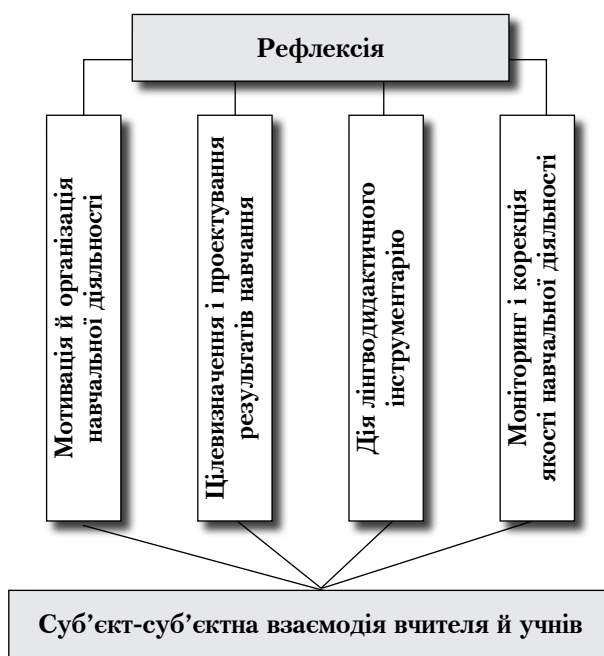 Рефлексія
Мотивація й організація
навчальної діяльності
Цілевизначення і проектування
результатів навчання
Дія лінгводидактичного
інструментарію
Моніторинг і корекція
якості навчальної діяльності
Суб’єкт-суб’єктна взаємодія вчителя й учнів